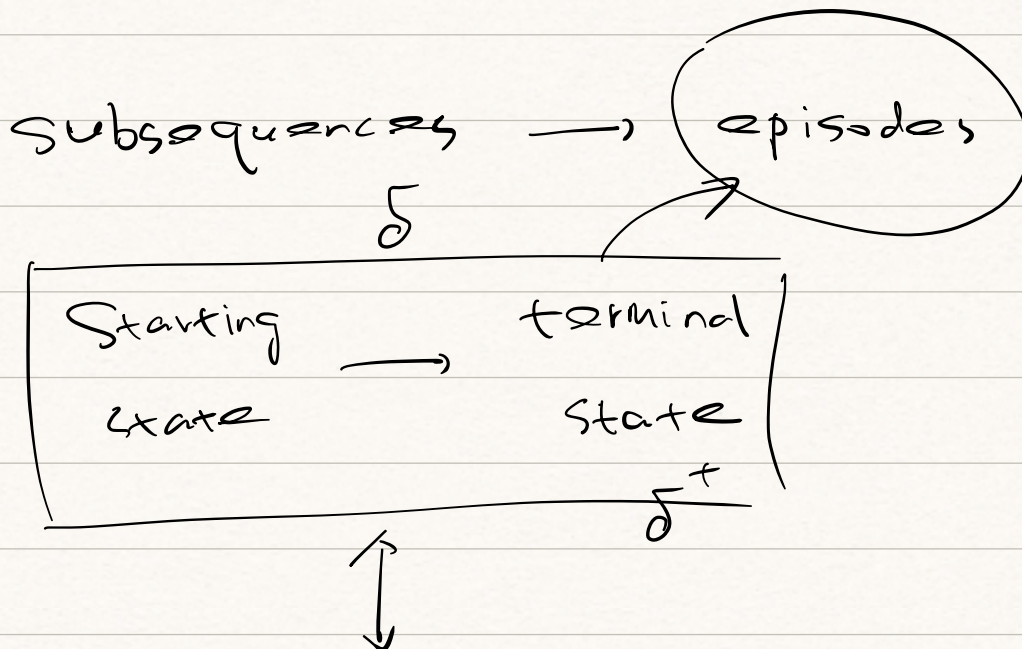 subsequences → episodes
δ
Starting → terminal
state state
δ⁺